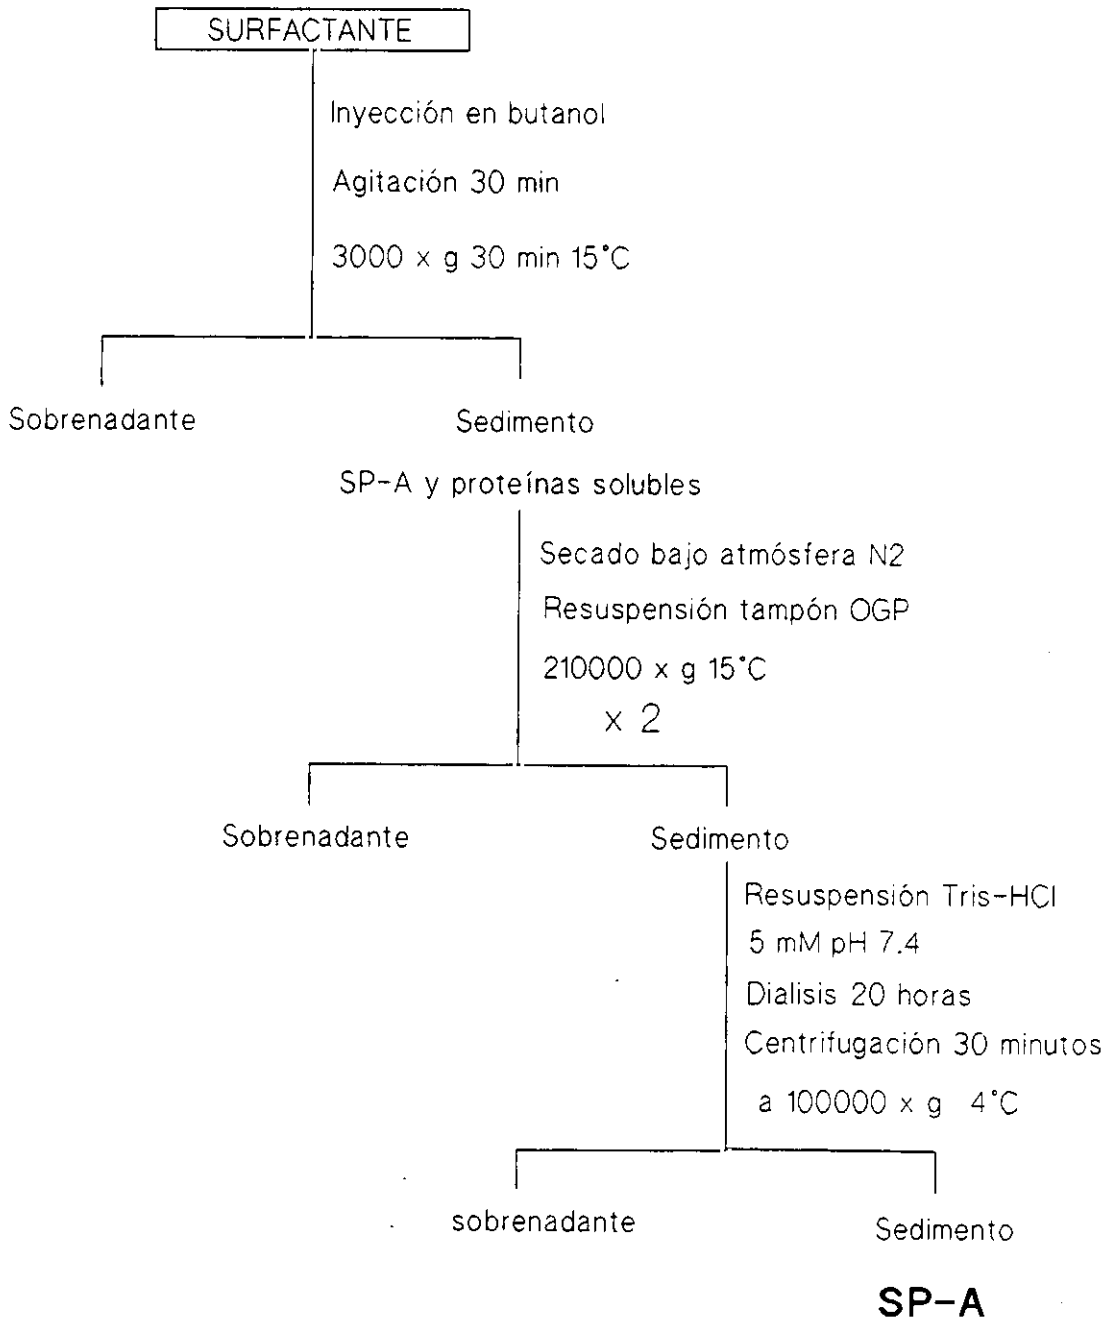 SURFACTANTE
Inyección en butanol
Agitación 30 min
3000 x g 30 min 15°C
Sobrenadante
Sedimento
SP-A y proteínas solubles
Secado bajo atmósfera N2
Resuspensión tampón OGP
210000 x g 15°C
x 2
Sobrenadante
Sedimento
Resuspensión Tris-HCl
5 mM pH 7.4
Dialisis 20 horas
Centrifugación 30 minutos
a 100000 x g 4°C
sobrenadante
Sedimento
SP-A